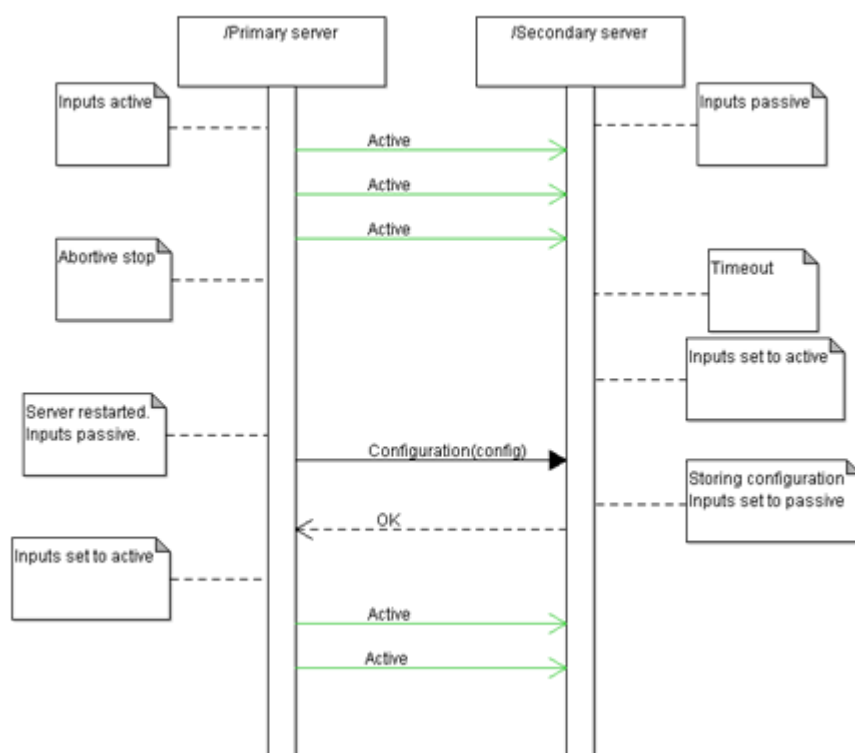 /Primary server
/Secondary server
Inputs active
Inputs passive
Active
Active
Active
Abortive stop
Timeout
Inputs set to active
Server restarted.
Inputs passive.
Configuration(config)
Storing configuration
Inputs set to passive
OK
Inputs set to active
Active
Active